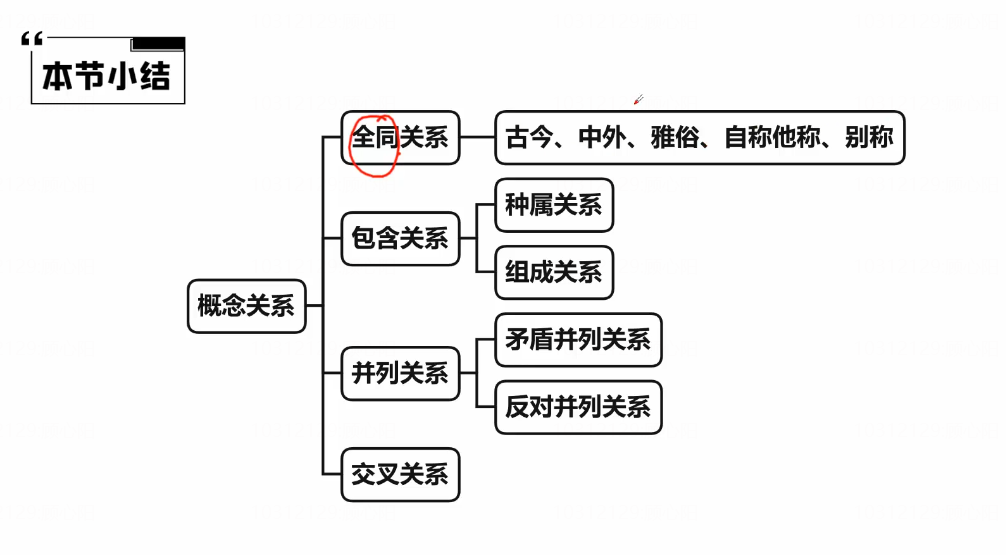 本节小结
全同关系
古今、中外、雅俗、自称他称、别称
种属关系
包含关系
组成关系
概念关系
矛盾并列关系
并列关系
反对并列关系
交叉关系